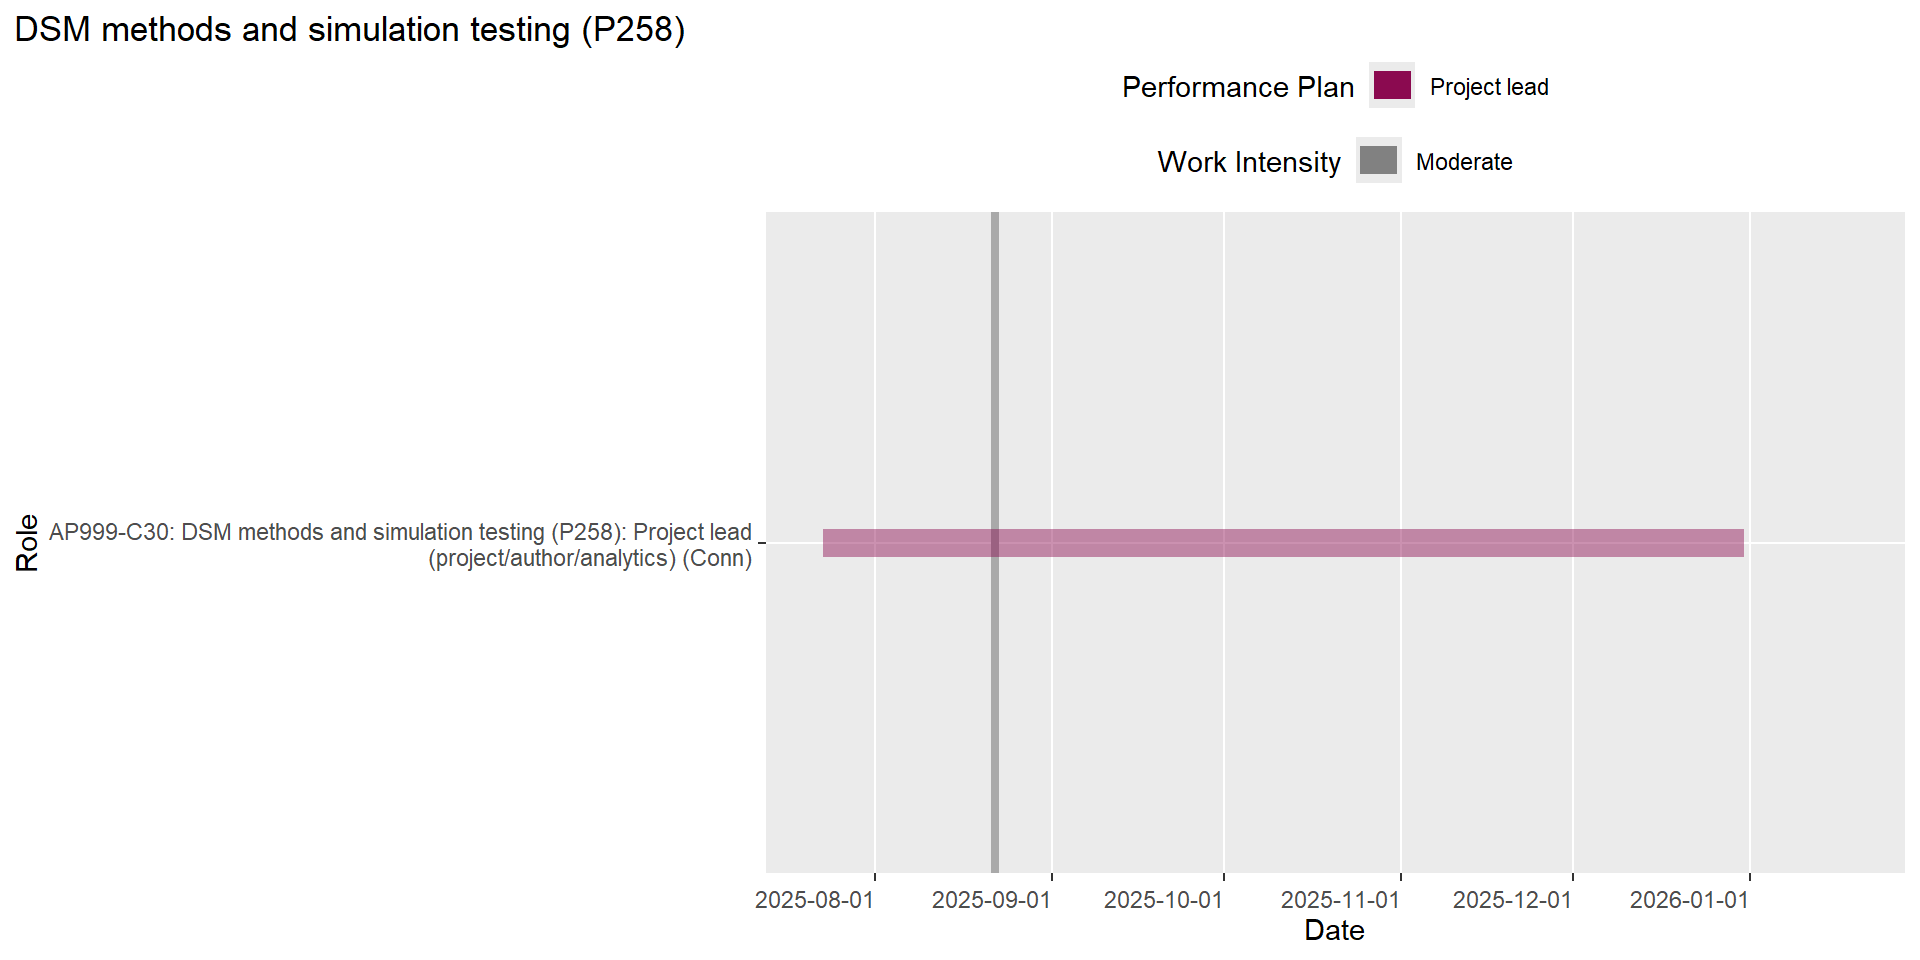 DSM methods and simulation testing (P258)
Performance Plan Project lead
Work Intensity Moderate
Role
AP999-C30: DSM methods and simulation testing (P258): Project lead
(project/author/analytics) (Conn)
2025-08-01 2025-09-01 2025-10-01 2025-11-01 2025-12-01 2026-01-01
Date